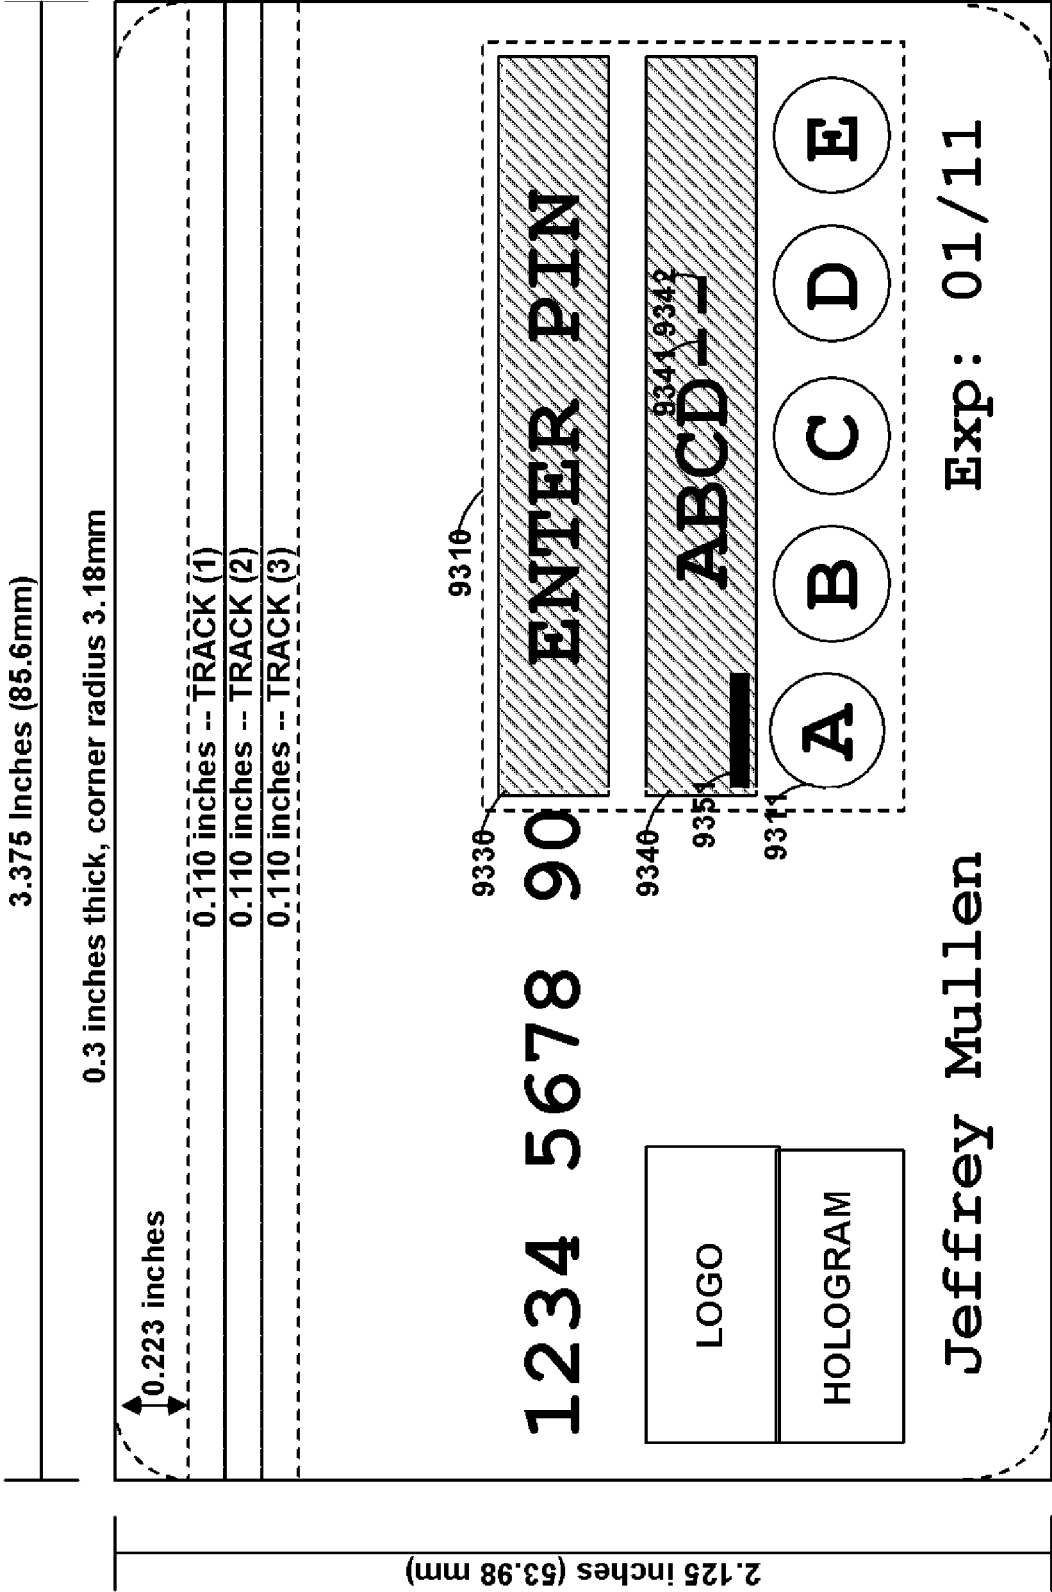 3.375 Inches (85.6mm)
0.3 inches thick, corner radius 3.18mm
0.223 inches
0.110 inches -- TRACK (1)
0.110 inches -- TRACK (2)
0.110 inches -- TRACK (3)
2.125 inches (53.98 mm)
9310
9330
1234 5678 90
ENTER PIN
9340
9341 9342
ABCD
9351
9311
LOGO
HOLOGRAM
A B C D E
Jeffrey Mullen
Exp: 01/11